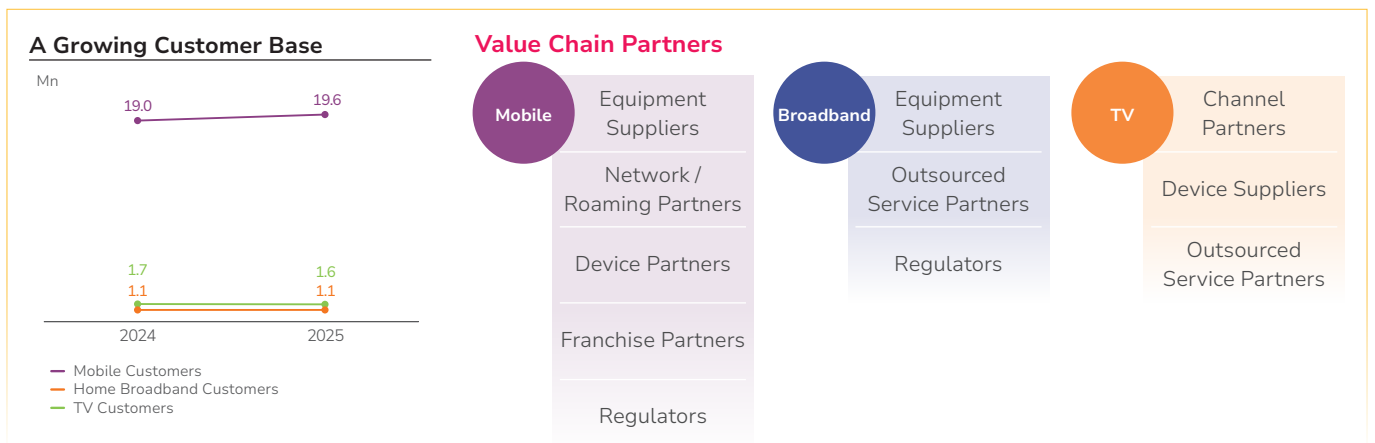 A Growing Customer Base
Mn
19.0
19.6
1.7
1.6
1.1
1.1
2024
2025
Mobile Customers
Home Broadband Customers
TV Customers
Value Chain Partners
Mobile
Equipment
Suppliers
Network /
Roaming Partners
Device Partners
Franchise Partners
Regulators
Broadband
Equipment
Suppliers
Outsourced
Service Partners
Regulators
TV
Channel
Partners
Device Suppliers
Outsourced
Service Partners